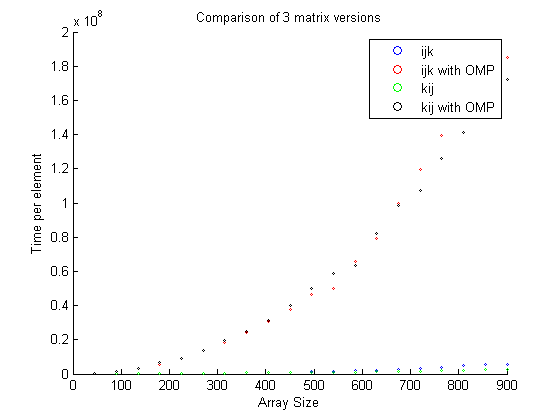 Comparison of 3 matrix versions
x 10^8
2
1.8
1.6
1.4
1.2
1
0.8
0.6
0.4
0.2
0
Time per element
ijk
ijk with OMP
kij
kij with OMP
0 100 200 300 400 500 600 700 800 900
Array Size